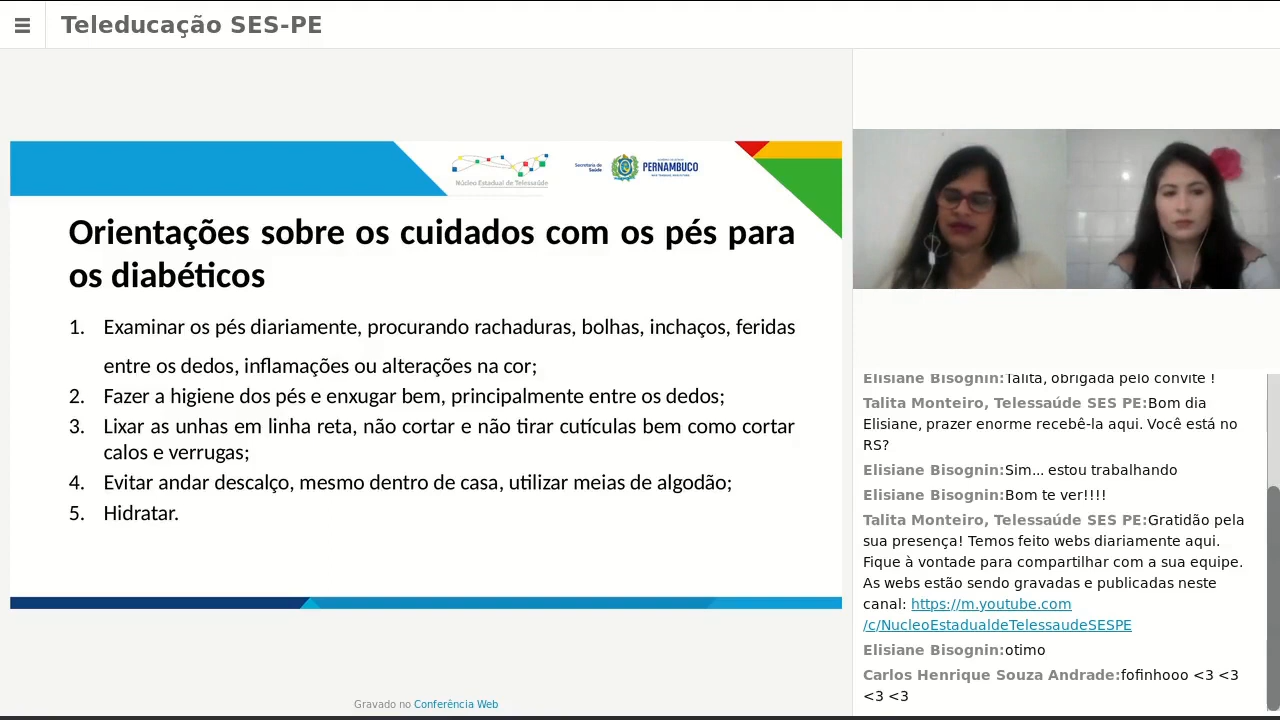 Teleducação SES-PE
Núcleo Estadual de Telessaúde
Secretaria de
Saúde
PERNAMBUCO
Orientações sobre os cuidados com os pés para
os diabéticos
1. Examinar os pés diariamente, procurando rachaduras, bolhas, inchaços, feridas
entre os dedos, inflamações ou alterações na cor;
2. Fazer a higiene dos pés e enxugar bem, principalmente entre os dedos;
3. Lixar as unhas em linha reta, não cortar e não tirar cutículas bem como cortar
calos e verrugas;
4. Evitar andar descalço, mesmo dentro de casa, utilizar meias de algodão;
5. Hidratar.
Gravado no Conferência Web
Elisiane Bisognin:Talita, obrigada pelo convite !
Talita Monteiro, Telessaúde SES PE:Bom dia
Elisiane, prazer enorme recebê-la aqui. Você está no
RS?
Elisiane Bisognin:Sim... estou trabalhando
Elisiane Bisognin:Bom te ver!!!!
Talita Monteiro, Telessaúde SES PE:Gratidão pela
sua presença! Temos feito webs diariamente aqui.
Fique à vontade para compartilhar com a sua equipe.
As webs estão sendo gravadas e publicadas neste
canal: https://m.youtube.com
/c/NucleoEstadualdeTelessaudeSESPE
Elisiane Bisognin:otimo
Carlos Henrique Souza Andrade:fofinhooo <3 <3
<3 <3